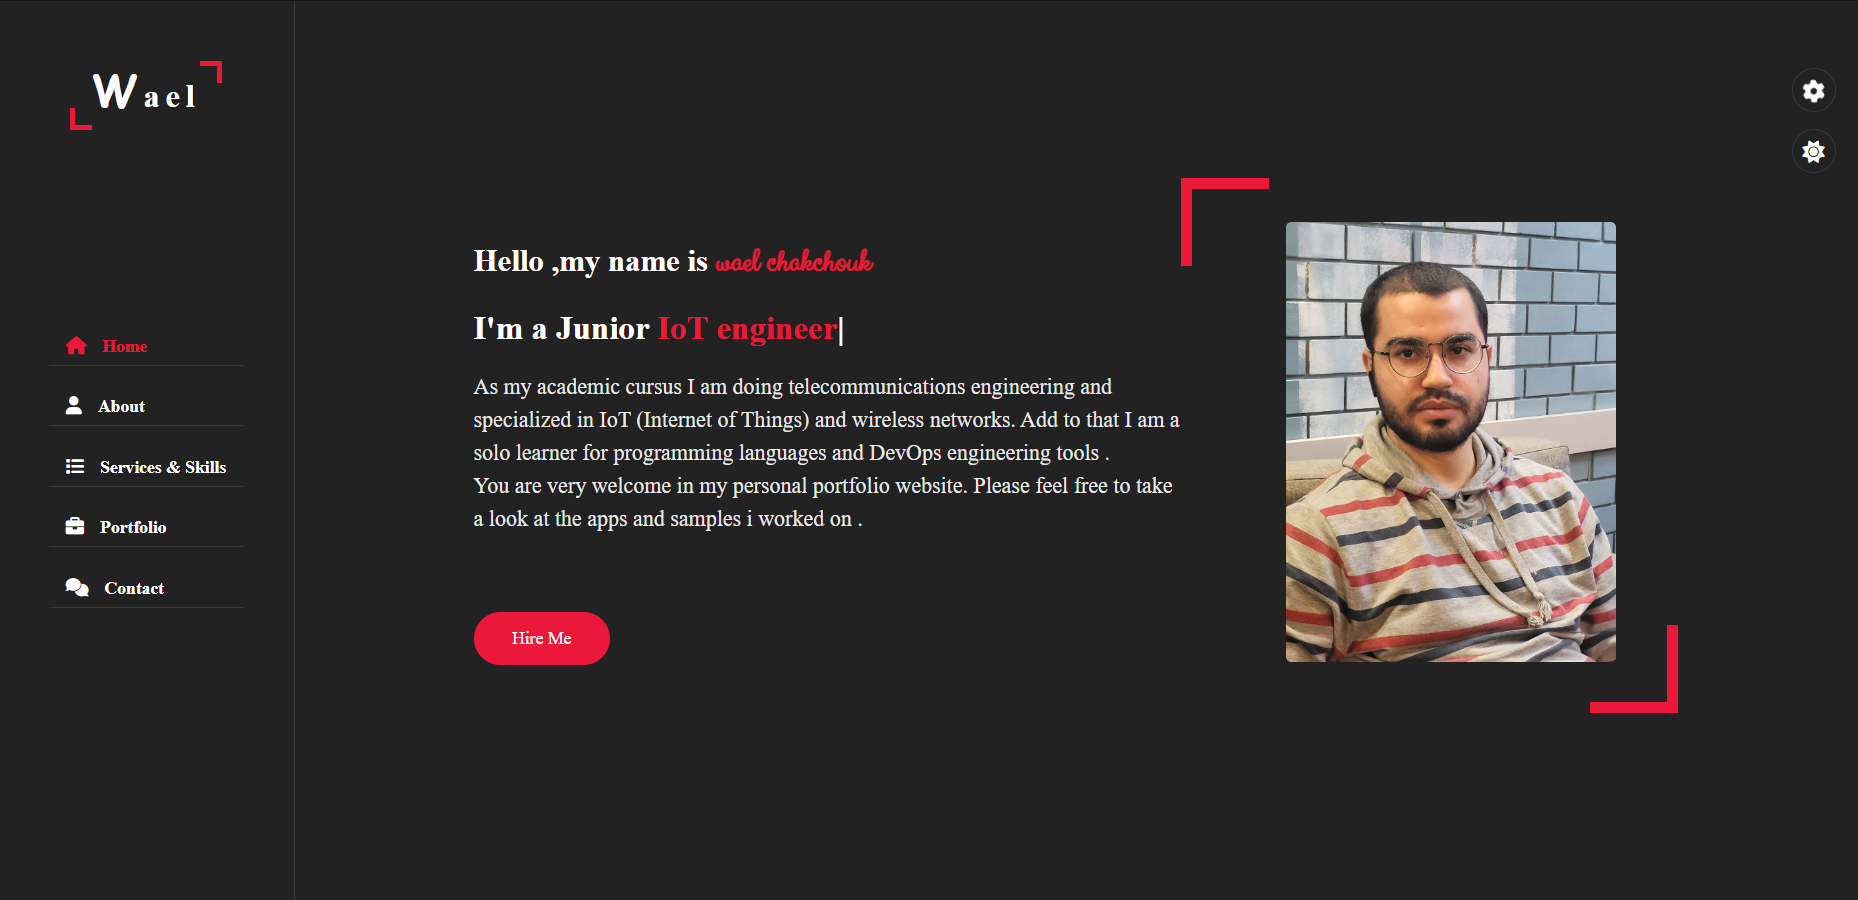 Wael
Home
About
Services & Skills
Portfolio
Contact
Hello ,my name is wael chakchouk
I'm a Junior IoT engineer|
As my academic cursus I am doing telecommunications engineering and
specialized in IoT (Internet of Things) and wireless networks. Add to that I am a
solo learner for programming languages and DevOps engineering tools .
You are very welcome in my personal portfolio website. Please feel free to take
a look at the apps and samples i worked on .
Hire Me